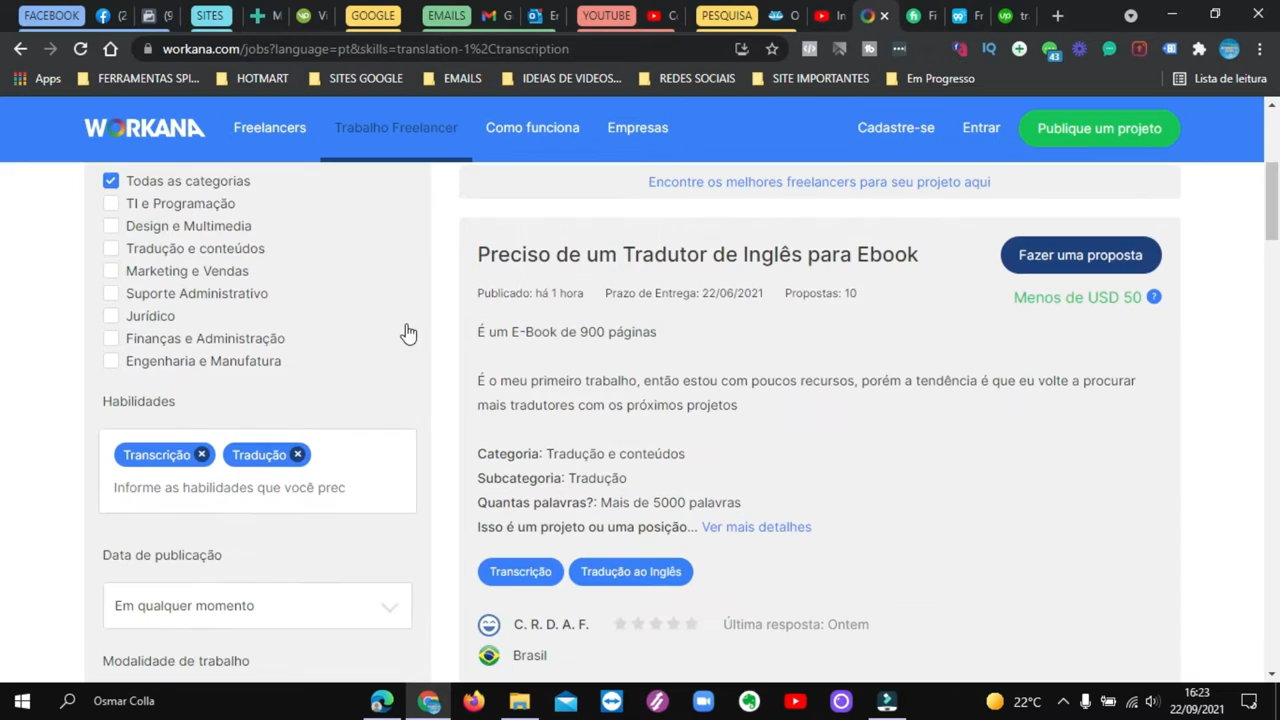 FACEBOOK
(2
(9
SITES
M
Vi
GOOGLE
EMAILS
G
E
YOUTUBE
C
PESQUISA
O
In
Fi
Fr
tr
workana.com/jobs?language=pt&skills=translation-1%2Ctranscription
43
Apps
FERRAMENTAS SPI...
HOTMART
SITES GOOGLE
EMAILS
IDEIAS DE VIDEOS...
REDES SOCIAIS
SITE IMPORTANTES
Em Progresso
Lista de leitura
WORKANA
Freelancers
Trabalho Freelancer
Como funciona
Empresas
Cadastre-se
Entrar
Publique um projeto
Todas as categorias
TI e Programação
Design e Multimedia
Tradução e conteúdos
Marketing e Vendas
Suporte Administrativo
Jurídico
Finanças e Administração
Engenharia e Manufatura
Habilidades
Transcrição
Tradução
Informe as habilidades que você prec
Data de publicação
Em qualquer momento
Modalidade de trabalho
Encontre os melhores freelancers para seu projeto aqui
Preciso de um Tradutor de Inglês para Ebook
Fazer uma proposta
Publicado: há 1 hora
Prazo de Entrega: 22/06/2021
Propostas: 10
Menos de USD 50
?
É um E-Book de 900 páginas
É o meu primeiro trabalho, então estou com poucos recursos, porém a tendência é que eu volte a procurar
mais tradutores com os próximos projetos
Categoria: Tradução e conteúdos
Subcategoria: Tradução
Quantas palavras?: Mais de 5000 palavras
Isso é um projeto ou uma posição... Ver mais detalhes
Transcrição
Tradução ao Inglês
C. R. D. A. F.
Última resposta: Ontem
Brasil
Osmar Colla
22°C
16:23
22/09/2021